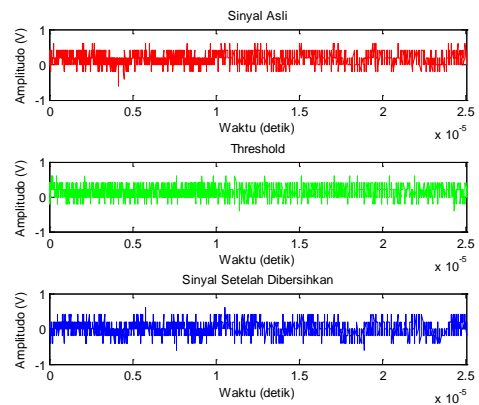 Sinyal Asli
Amplitudo (V)
1
0
-1
0 0.5 1 1.5 2 2.5
Waktu (detik)
x 10^-5
Threshold
Amplitudo (V)
1
0
-1
0 0.5 1 1.5 2 2.5
Waktu (detik)
x 10^-5
Sinyal Setelah Dibersihkan
Amplitudo (V)
1
0
-1
0 0.5 1 1.5 2 2.5
Waktu (detik)
x 10^-5